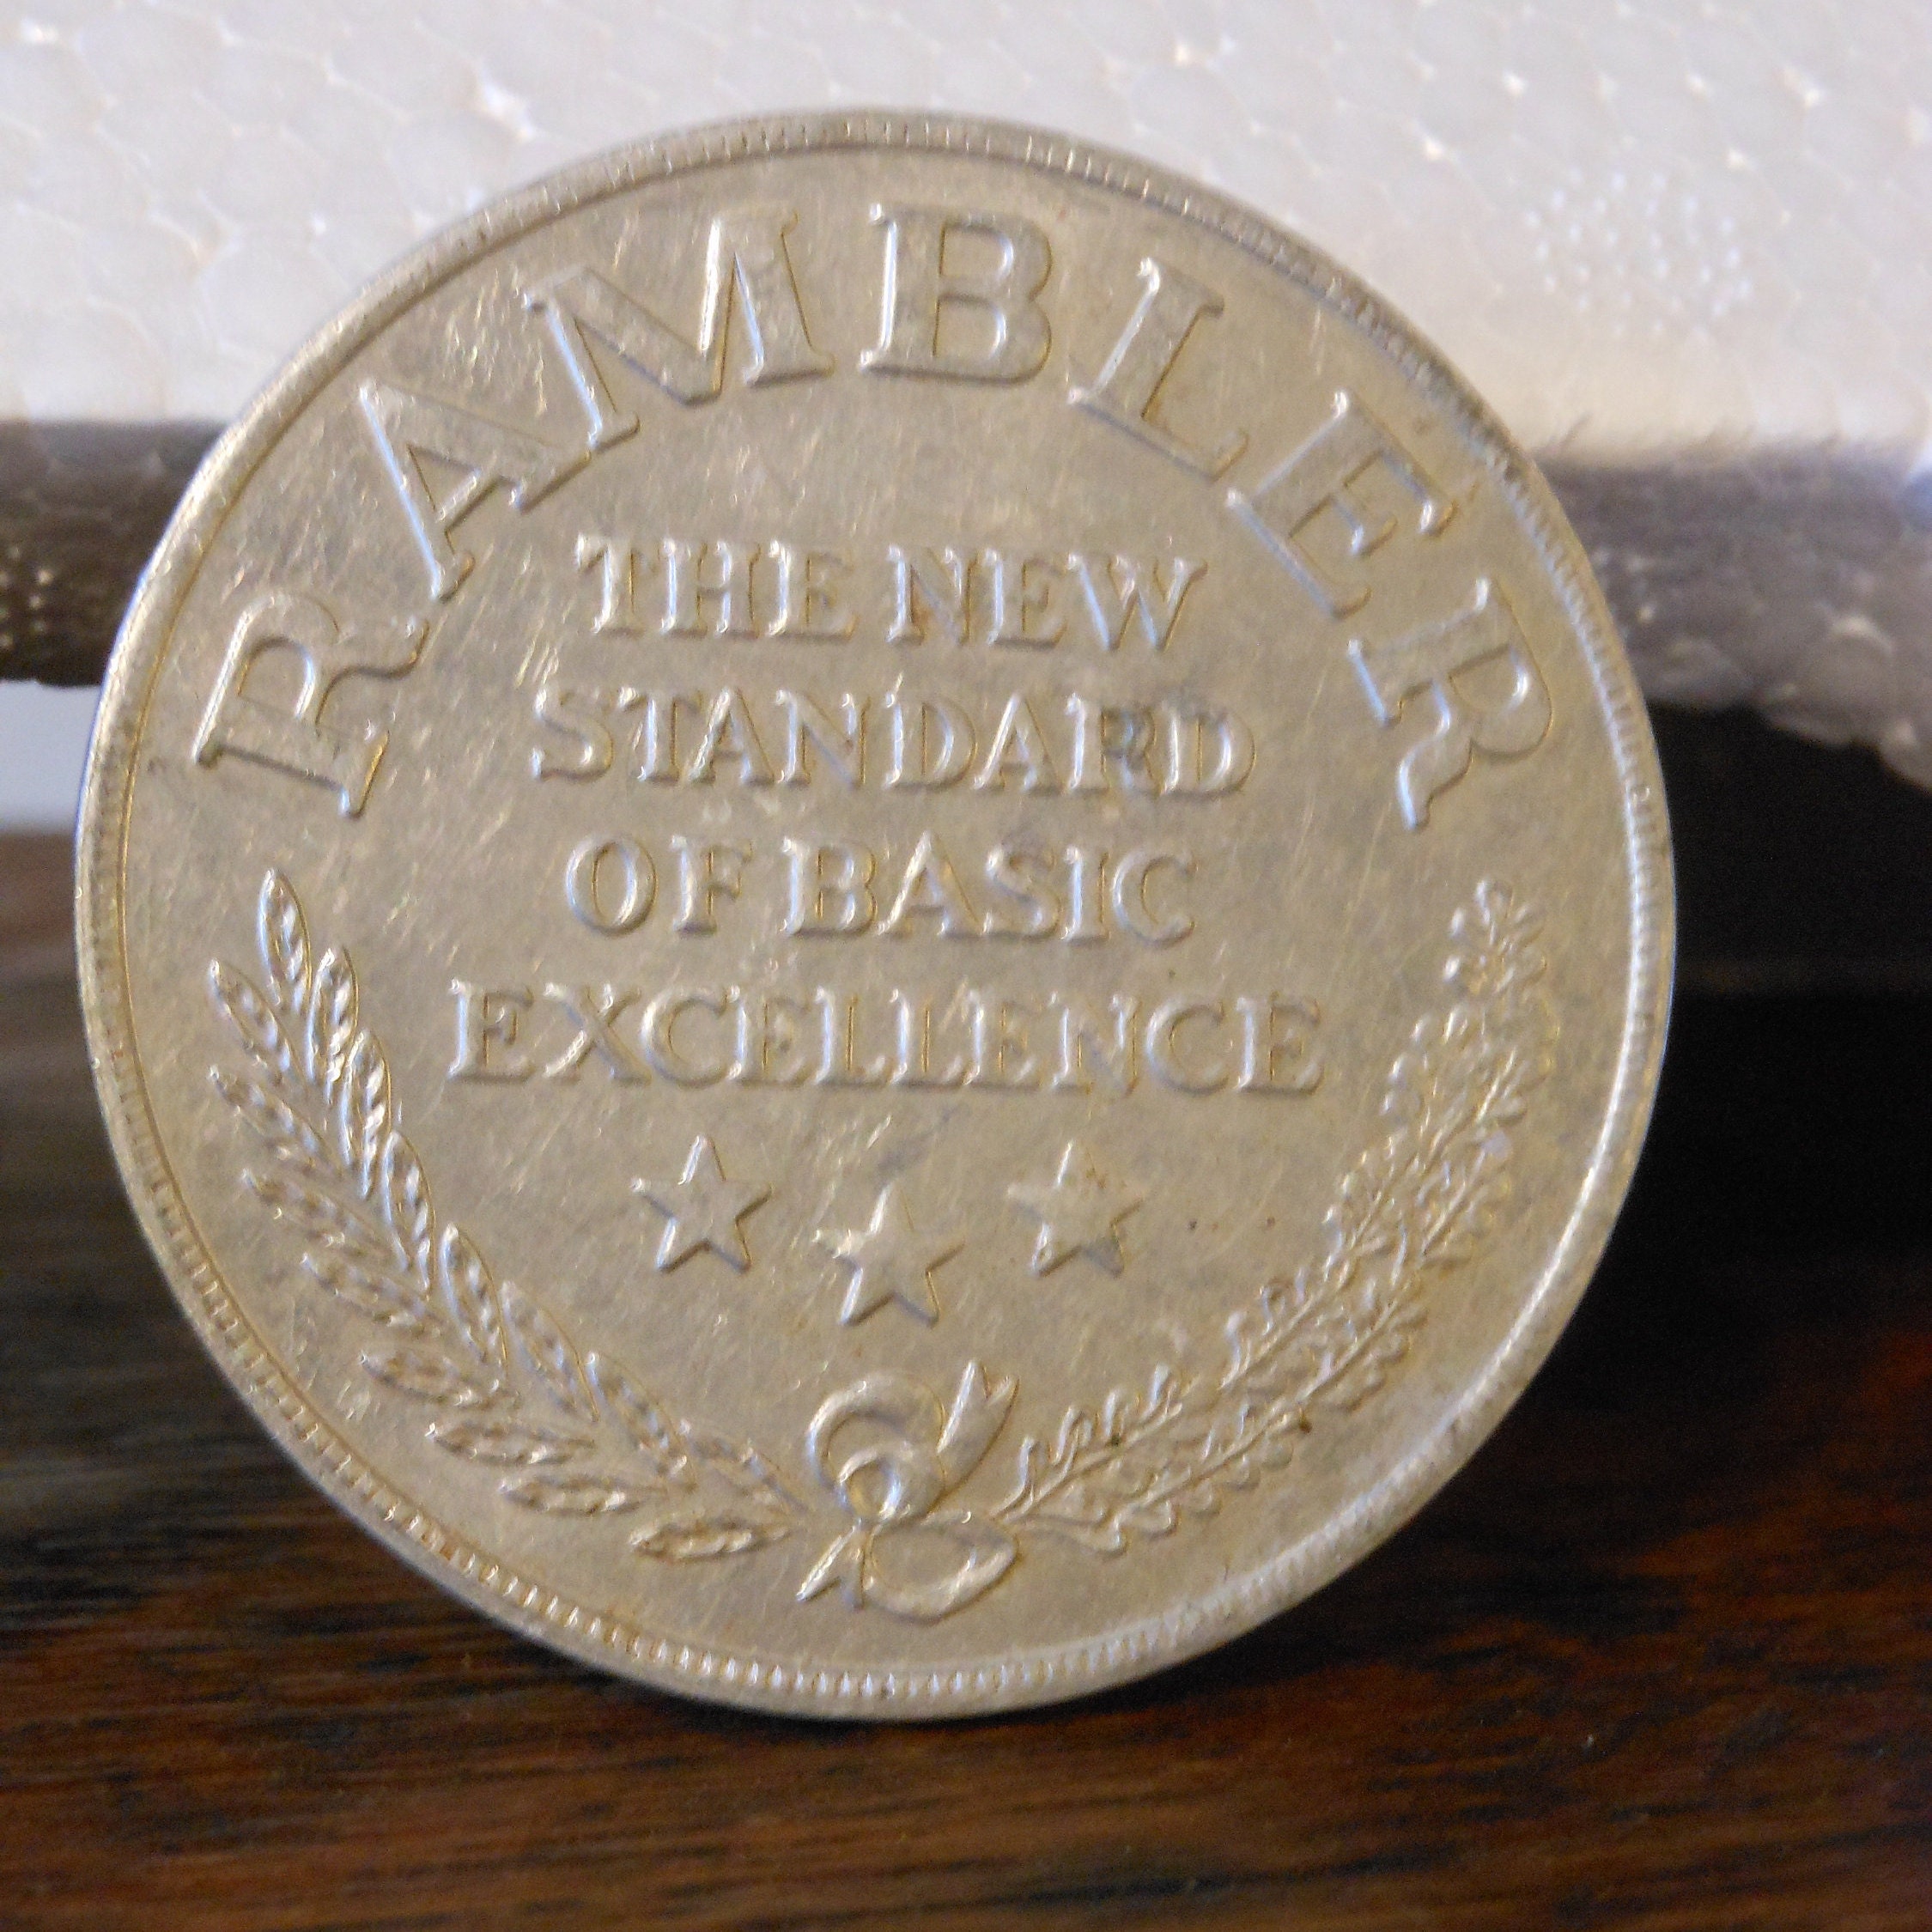 RAMBLER
THE NEW
STANDARD
OF BASIC
EXCELLENCE